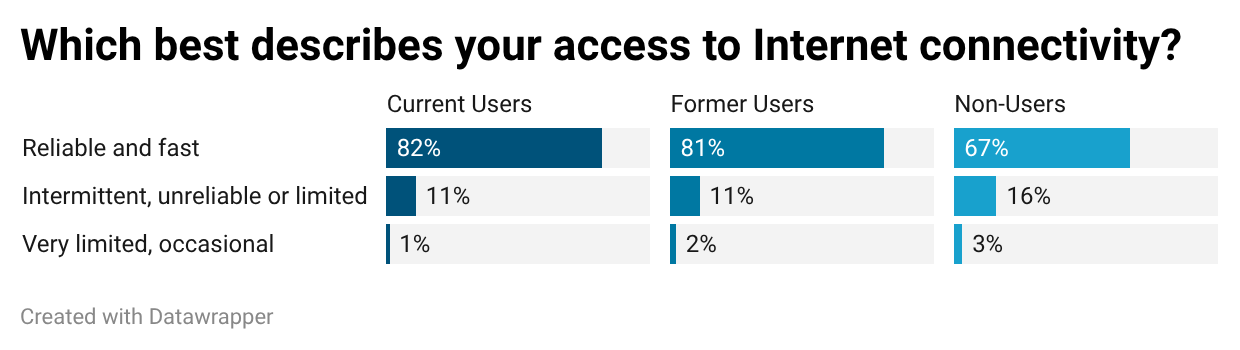 Which best describes your access to Internet connectivity?
Current Users Former Users Non-Users
Reliable and fast 82% 81% 67%
Intermittent, unreliable or limited 11% 11% 16%
Very limited, occasional 1% 2% 3%
Created with Datawrapper